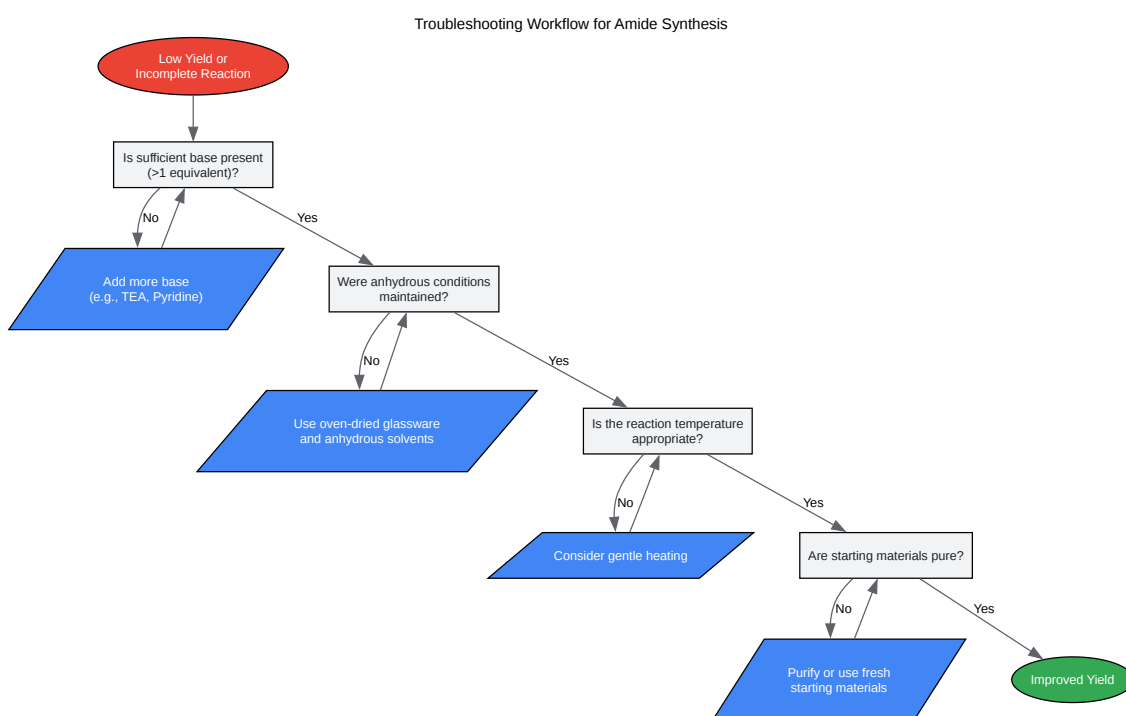 Troubleshooting Workflow for Amide Synthesis
Low Yield or
Incomplete Reaction
Is sufficient base present
(>1 equivalent)?
No
Yes
Add more base
(e.g., TEA, Pyridine)
Were anhydrous conditions
maintained?
No
Yes
Use oven-dried glassware
and anhydrous solvents
Is the reaction temperature
appropriate?
No
Yes
Consider gentle heating
Are starting materials pure?
No
Yes
Purify or use fresh
starting materials
Improved Yield